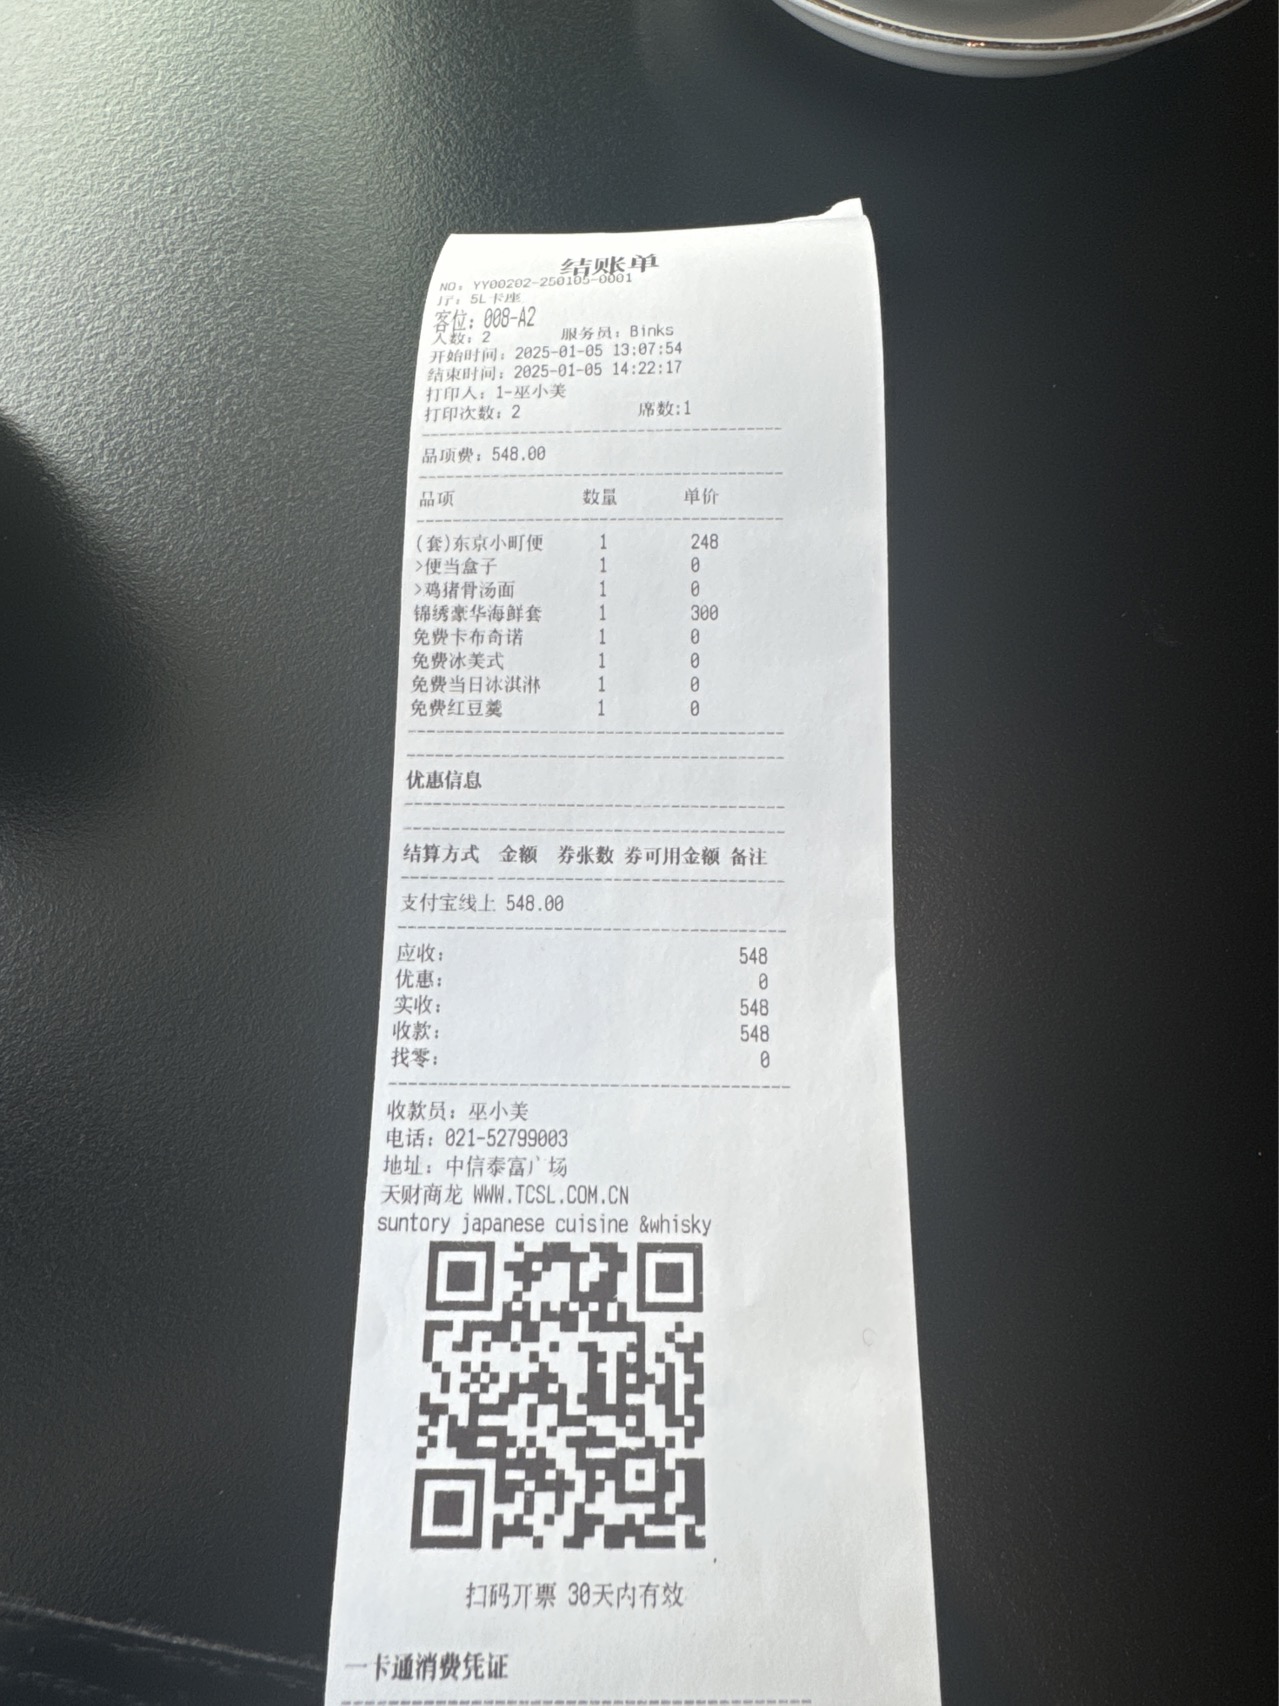 结账单
NO: YY00202-250105-0001
厅: 5L卡座
客位: 008-A2
人数: 2 服务员: Binks
开始时间: 2025-01-05 13:07:54
结束时间: 2025-01-05 14:22:17
打印人: 1-巫小美
打印次数: 2 席数:1
品项费: 548.00
品项 数量 单价
(套)东京小町便 1 248
>便当盒子 1 0
>鸡猪骨汤面 1 0
锦绣豪华海鲜套 1 300
免费卡布奇诺 1 0
免费冰美式 1 0
免费当日冰淇淋 1 0
免费红豆羹 1 0
优惠信息
结算方式 金额 券张数 券可用金额 备注
支付宝线上 548.00
应收: 548
优惠: 0
实收: 548
收款: 548
找零: 0
收款员: 巫小美
电话: 021-52799003
地址: 中信泰富广场
天财商龙 WWW.TCSL.COM.CN
suntory japanese cuisine &whisky
扫码开票 30天内有效
一卡通消费凭证